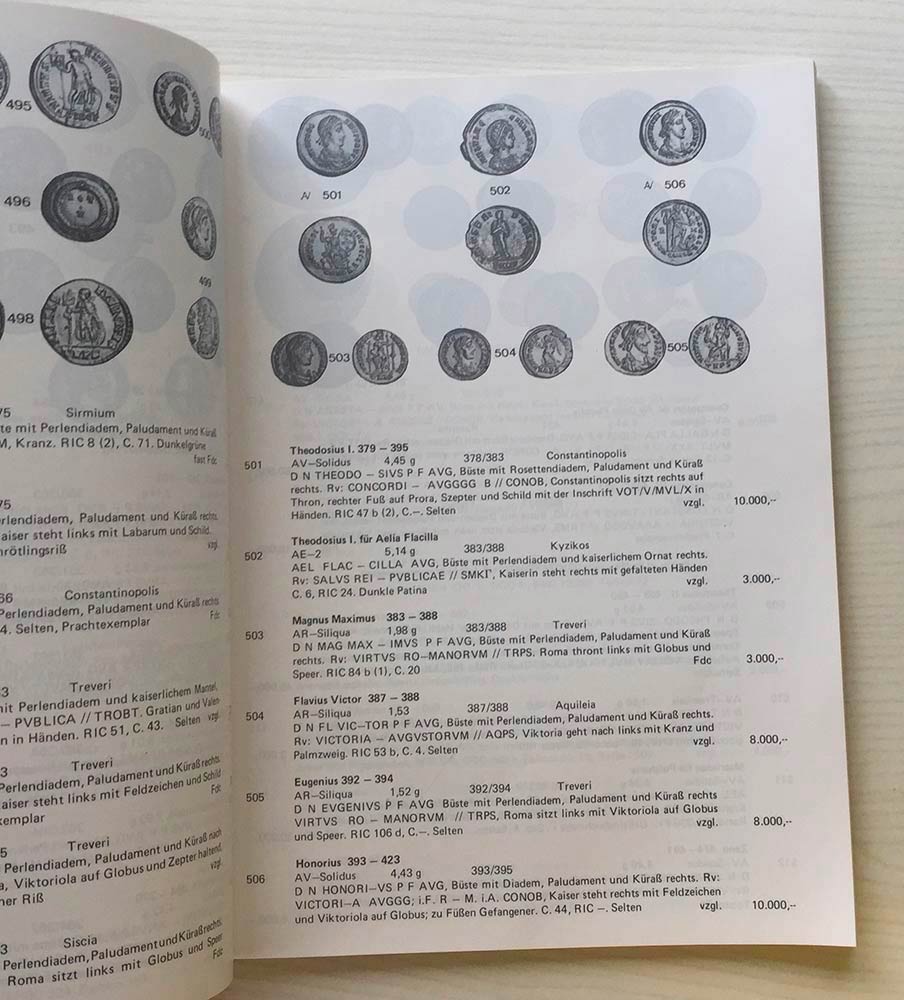 495
496
498
499
75 Sirmium
ste mit Perlendiadem, Paludament und Küraß
M, Kranz. RIC 8 (2), C. 71. Dunkelgrüne
fast Fdc
75
erlendiadem, Paludament und Küraß rechts.
aiser steht links mit Labarum und Schild.
hrötlingsriß vzgl.
66 Constantinopolis
Perlendiadem, Paludament und Küraß rechts
4. Selten, Prachtexemplar Fdc
3 Treveri
mit Perlendiadem und kaiserlichem Mantel,
– PVBLICA // TROBT. Gratian und Valen-
n in Händen. RIC 51, C. 43. Selten vzgl.
3 Treveri
Perlendiadem, Paludament und Küraß rechts.
aiser steht links mit Feldzeichen und Schild
emplar Fdc
5 Treveri
Perlendiadem, Paludament und Küraß nach
a, Viktoriola auf Globus und Zepter haltend.
ner Riß vzgl.
3 Siscia
Perlendiadem, Paludament und Küraß rechts.
Roma sitzt links mit Globus und Speer
Fdc
AV 501
502
AV 506
503
504
505
Theodosius I. 379 – 395
501 AV–Solidus 4,45 g 378/383 Constantinopolis
D N THEODO – SIVS P F AVG, Büste mit Rosettendiadem, Paludament und Küraß
rechts. Rv: CONCORDI – AVGGGG B // CONOB, Constantinopolis sitzt rechts auf
Thron, rechter Fuß auf Prora, Szepter und Schild mit der Inschrift VOT/V/MVL/X in
Händen. RIC 47 b (2), C.–. Selten vzgl. 10.000,--
Theodosius I. für Aelia Flacilla
502 AE–2 5,14 g 383/388 Kyzikos
AEL FLAC – CILLA AVG, Büste mit Perlendiadem und kaiserlichem Ornat rechts.
Rv: SALVS REI – PVBLICAE // SMKΓ, Kaiserin steht rechts mit gefalteten Händen
C. 6, RIC 24. Dunkle Patina vzgl. 3.000,--
Magnus Maximus 383 – 388
503 AR–Siliqua 1,98 g 383/388 Treveri
D N MAG MAX – IMVS P F AVG, Büste mit Perlendiadem, Paludament und Küraß
rechts. Rv: VIRTVS RO–MANORVM // TRPS. Roma thront links mit Globus und
Speer. RIC 84 b (1), C. 20 Fdc 3.000,--
Flavius Victor 387 – 388
504 AR–Siliqua 1,53 387/388 Aquileia
D N FL VIC–TOR P F AVG, Büste mit Perlendiadem, Paludament und Küraß rechts.
Rv: VICTORIA – AVGVSTORVM // AQPS, Viktoria geht nach links mit Kranz und
Palmzweig. RIC 53 b, C. 4. Selten vzgl. 8.000,--
Eugenius 392 – 394
505 AR–Siliqua 1,52 g 392/394 Treveri
D N EVGENIVS P F AVG Büste mit Perlendiadem, Paludament und Küraß rechts
VIRTVS RO – MANORVM // TRPS, Roma sitzt links mit Viktoriola auf Globus
und Speer. RIC 106 d, C.–. Selten vzgl. 8.000,--
Honorius 393 – 423
506 AV–Solidus 4,43 g 393/395
D N HONORI–VS P F AVG, Büste mit Diadem, Paludament und Küraß rechts. Rv:
VICTORI–A AVGGG; i.F. R – M. i.A. CONOB, Kaiser steht rechts mit Feldzeichen
und Viktoriola auf Globus; zu Füßen Gefangener. C. 44, RIC –. Selten vzgl. 10.000,--